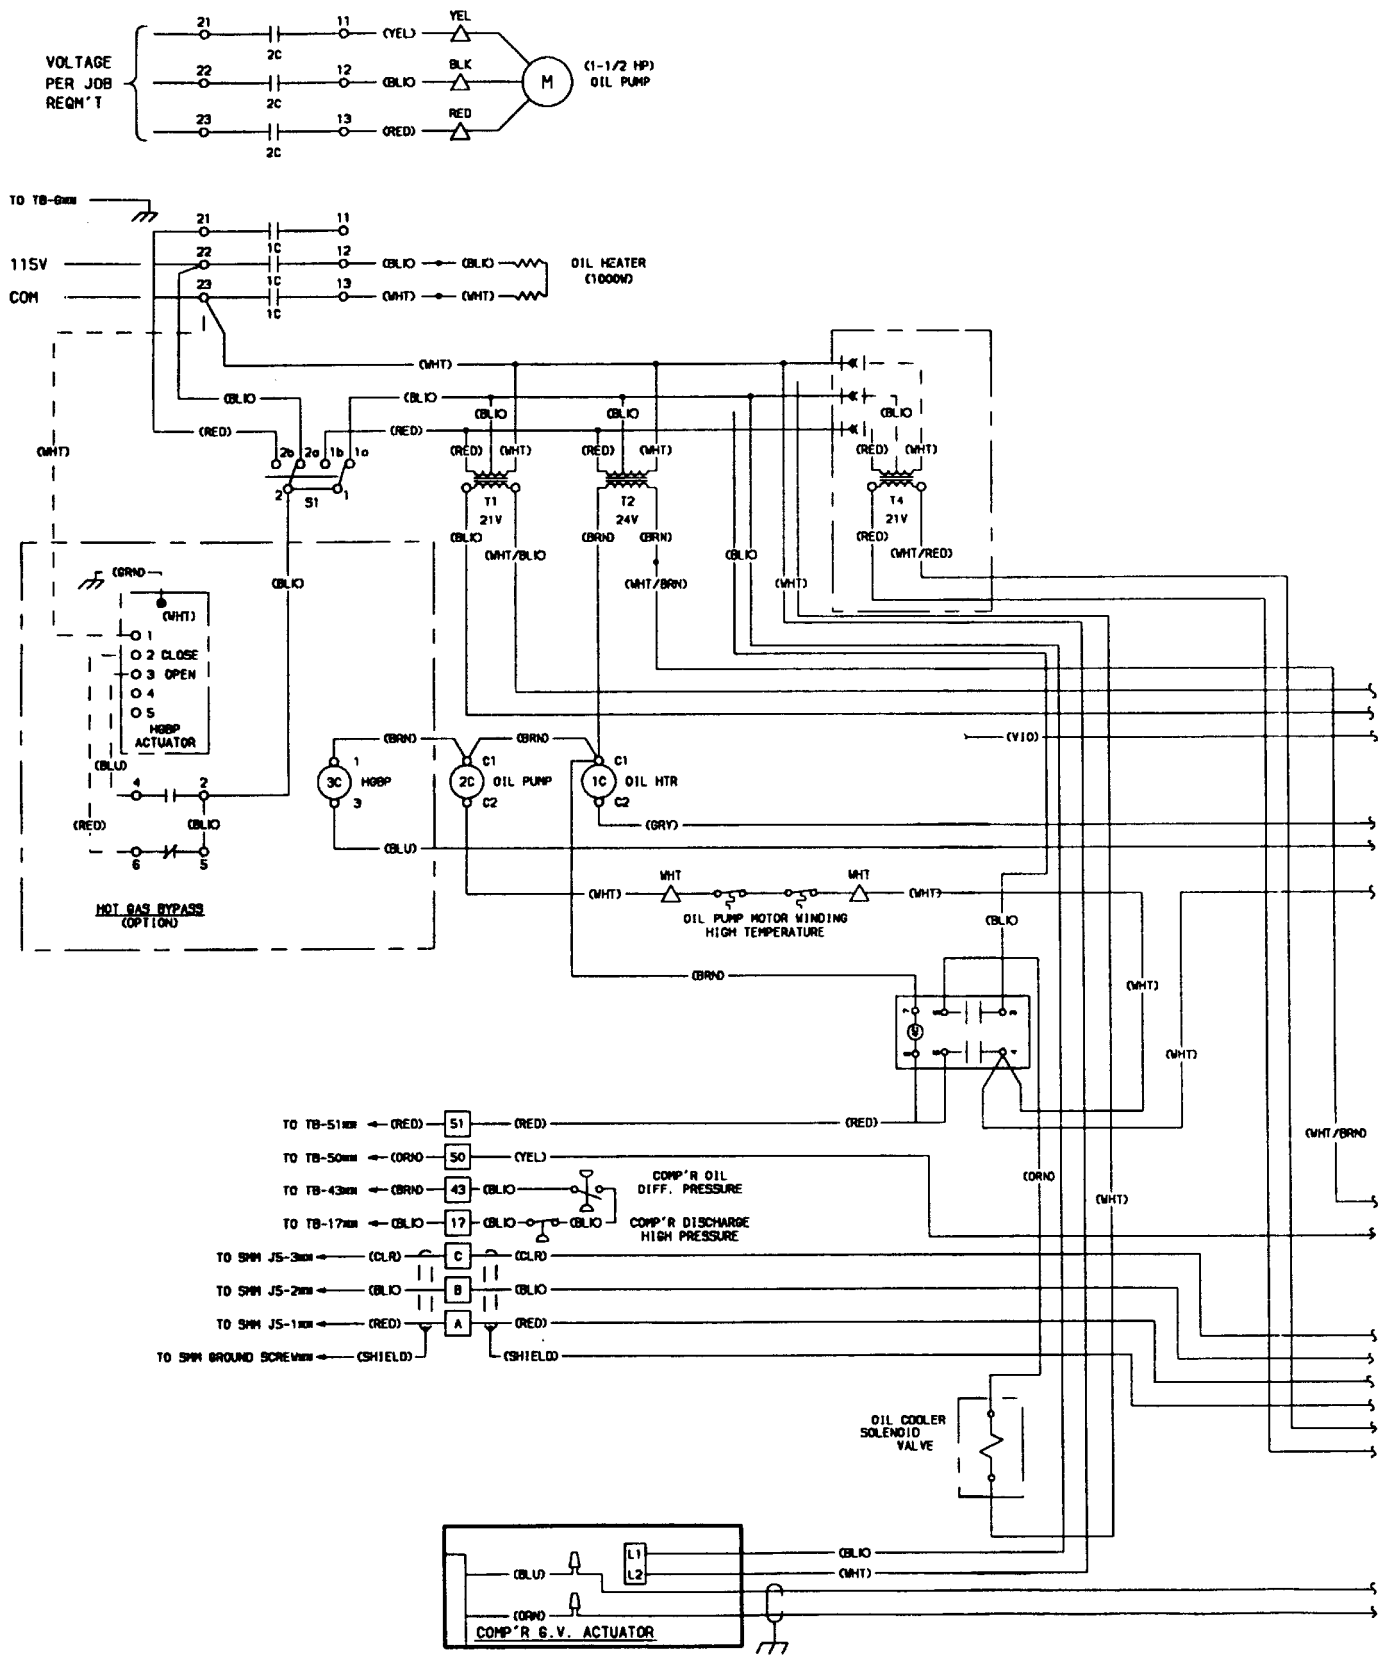 21 11 (YEL) YEL
2C
VOLTAGE
PER JOB
REQM'T
22 12 (BLK) BLK
2C
M
(1-1/2 HP)
OIL PUMP
23 13 (RED) RED
2C
TO TB-G**
21 11
1C
115V 22 12 (BLK) (BLK)
1C
COM 23 13 (WHT) (WHT)
1C
OIL HEATER
(1000W)
(WHT)
(BLK) (BLK) (BLK) (BLK) (BLK)
(RED) (RED)
(WHT)
2b 2a 1b 1a
2 S1 1
(RED) (WHT) (RED) (WHT) (RED) (WHT)
T1
21V
T2
24V
T4
21V
(BLK) (WHT/BLK) (BRN) (BRN) (BLK) (RED) (WHT/RED)
(WHT/BRN) (WHT)
(GRN) (BLK)
(WHT)
1
2 CLOSE
3 OPEN
4
5
HGBP
ACTUATOR
(BLU)
4 2
(RED) (BLK)
6 5
HOT GAS BYPASS
(OPTION)
(VIO)
(BRN) (BRN)
1 3C HGBP 3
C1 2C OIL PUMP C2
C1 1C OIL HTR C2
(GRY)
(BLU)
(WHT) WHT WHT (WHT)
OIL PUMP MOTOR WINDING
HIGH TEMPERATURE
(BLK)
(BRN)
(WHT)
7 3
4
(WHT)
TO TB-51** (RED) 51 (RED) (RED)
(WHT/BRN)
TO TB-50** (ORN) 50 (YEL)
(ORN)
TO TB-43** (BRN) 43 (BLK)
COMP'R OIL
DIFF. PRESSURE
(WHT)
TO TB-17** (BLK) 17 (BLK) (BLK)
COMP'R DISCHARGE
HIGH PRESSURE
TO SMM J5-3** (CLR) C (CLR)
TO SMM J5-2** (BLK) B (BLK)
TO SMM J5-1** (RED) A (RED)
TO SMM GROUND SCREW** (SHIELD) (SHIELD)
OIL COOLER
SOLENOID
VALVE
L1 (BLK)
(BLU) L2 (WHT)
(ORN)
COMP'R G.V. ACTUATOR